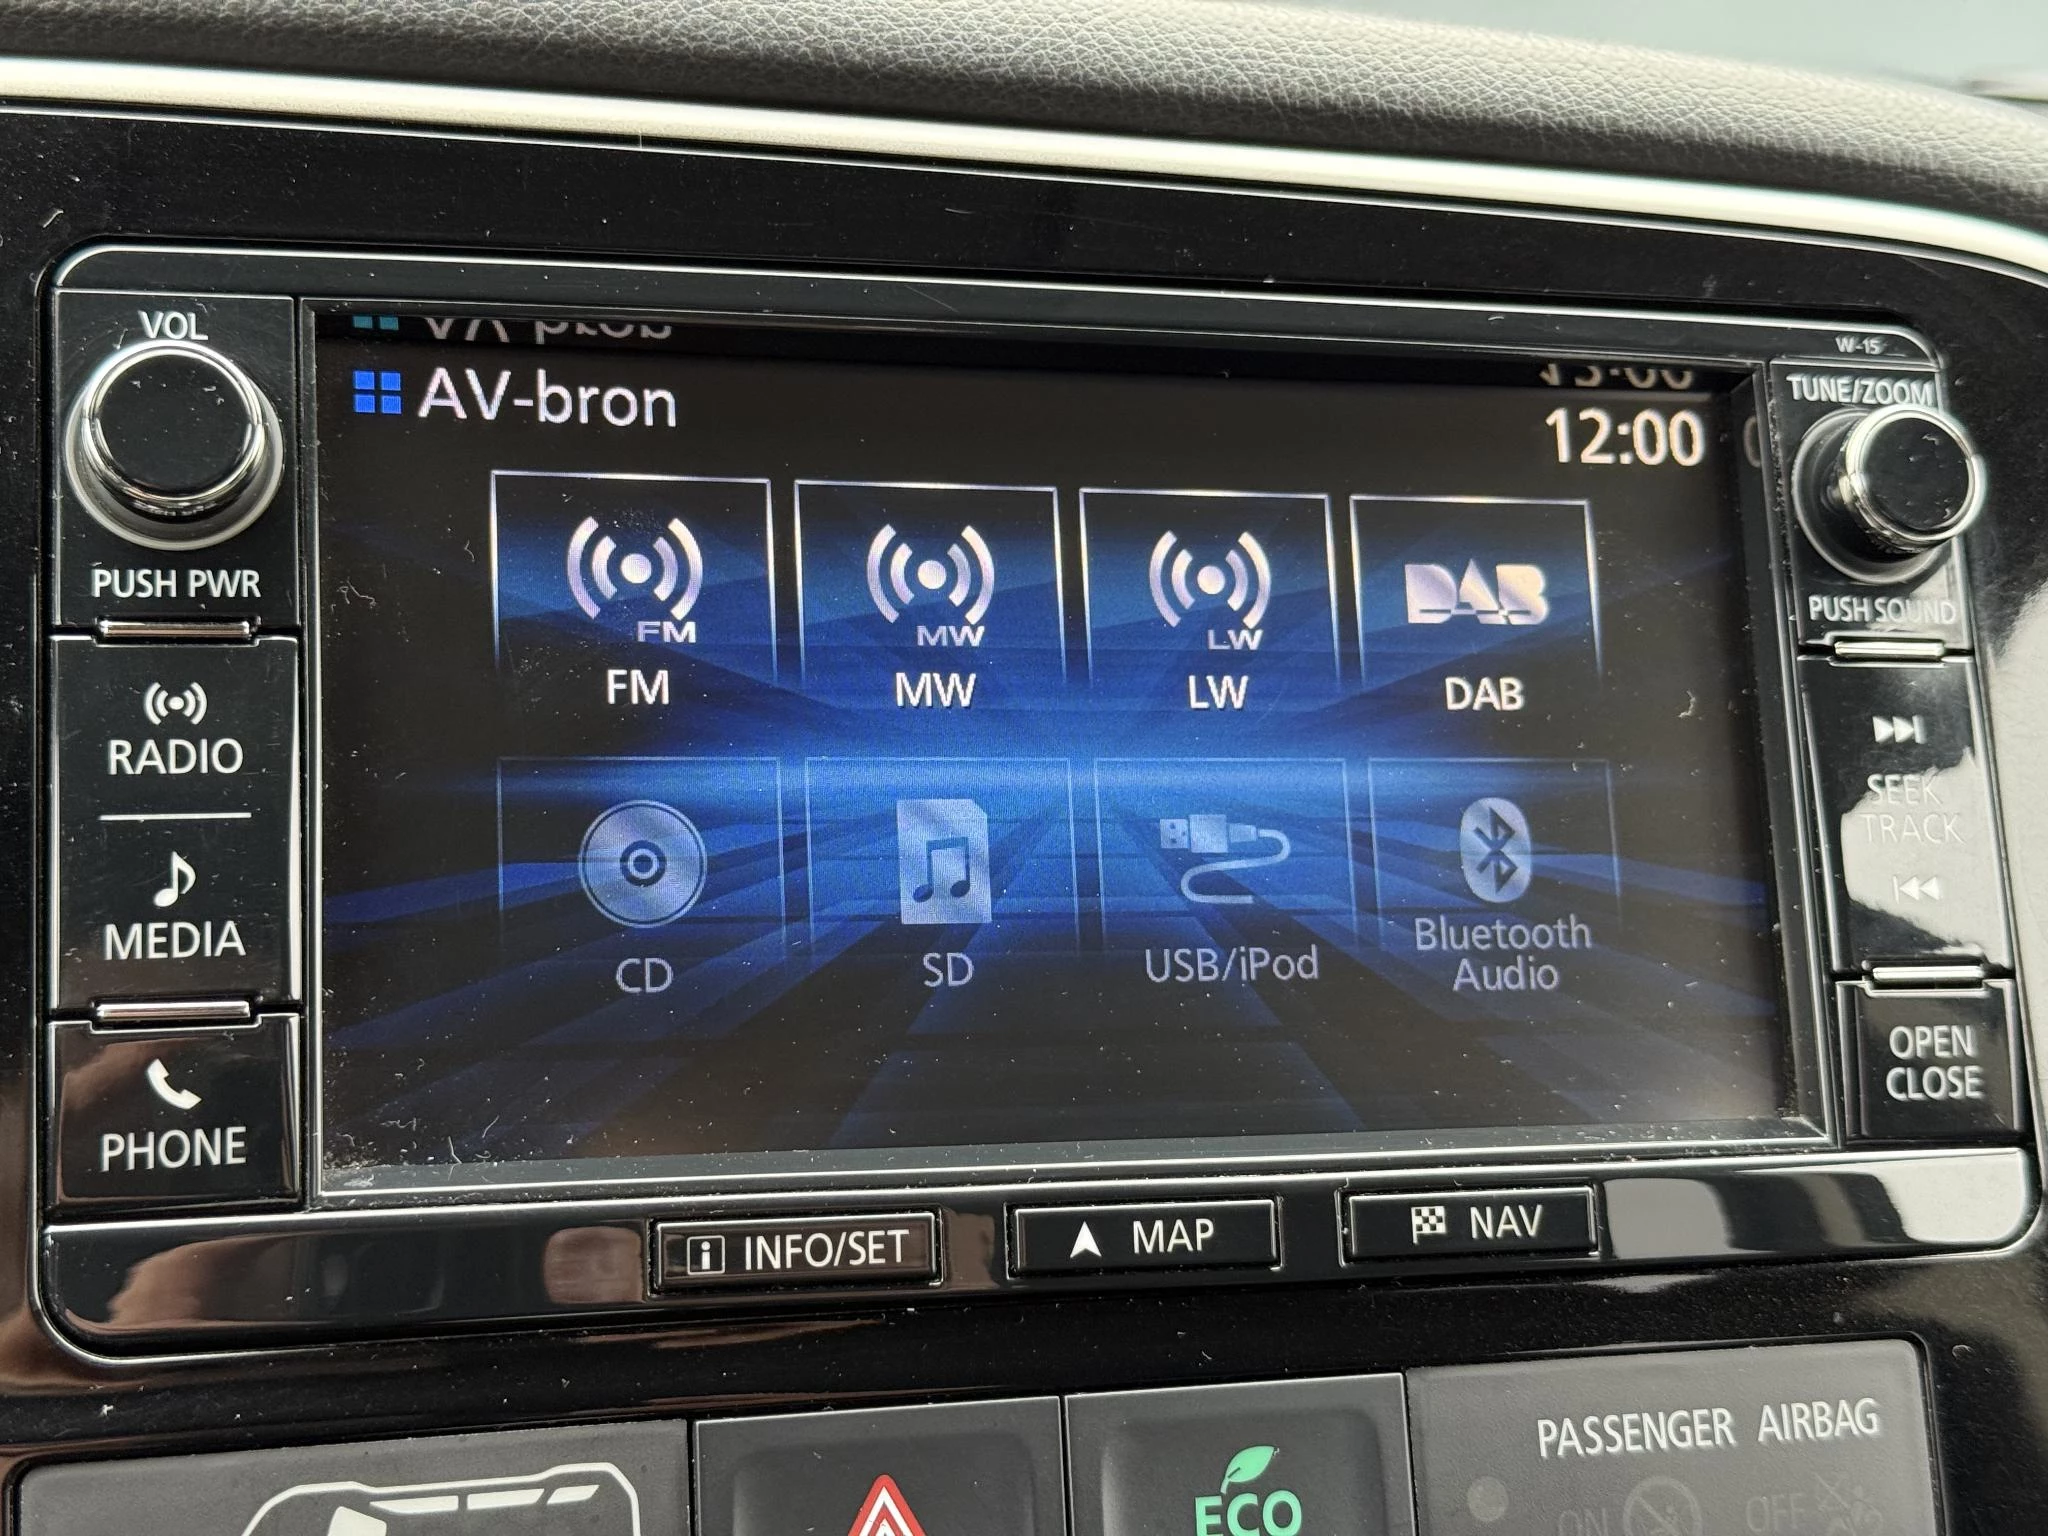 VOL
PUSH PWR
RADIO
MEDIA
PHONE
AV-bron
12:00
FM
FM
MW
MW
LW
LW
DAB
DAB
CD
SD
USB/iPod
Bluetooth
Audio
W-15
TUNE/ZOOM
PUSH SOUND
SEEK
TRACK
OPEN
CLOSE
INFO/SET
MAP
NAV
ECO
PASSENGER AIRBAG
ON
OFF